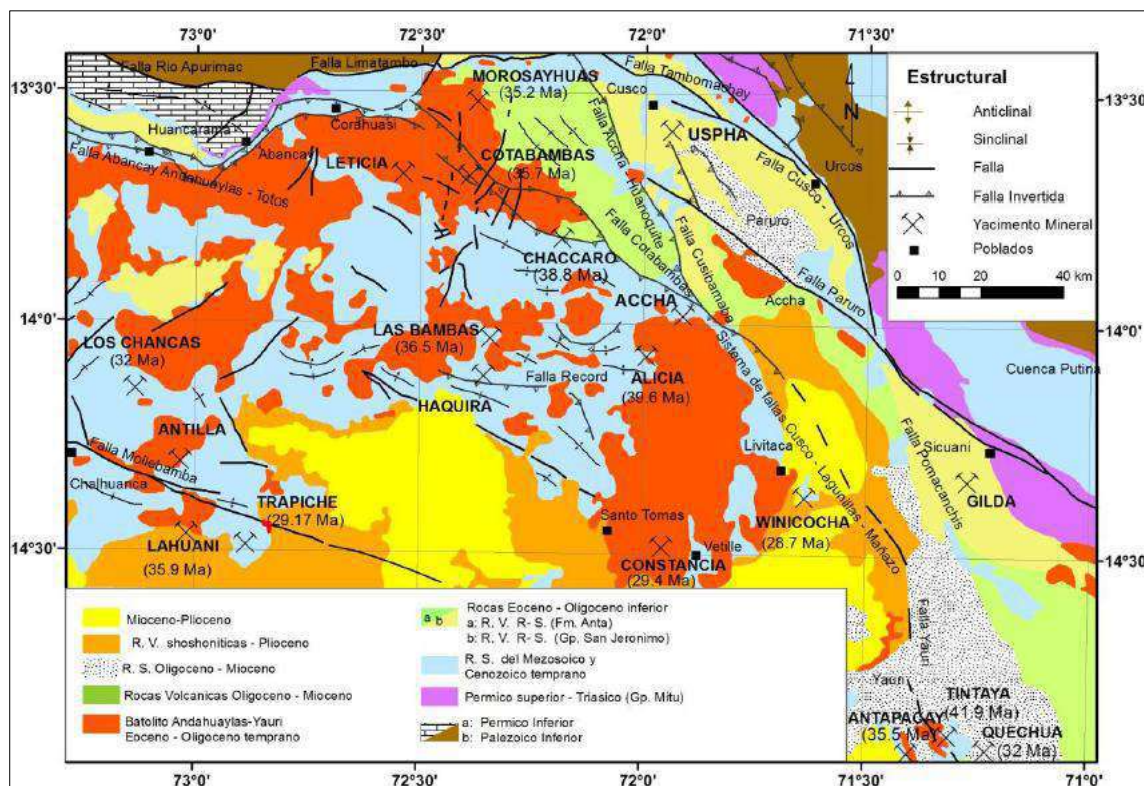 73°0'
72°30'
72°0'
71°30'
13°30'
14°0'
14°30'
13°30'
14°0'
14°30'
73°0'
72°30'
72°0'
71°30'
71°0'
Falla Rio Apurimac
Falla Limatambo
MOROSAYHUAS
(35.2 Ma)
Cusco
Falla Tambomachay
USPHA
Huancarama
Abancay
Corahuasi
Falla Abancay Andahuaylas - Totos
LETICIA
COTABAMBAS
(35.7 Ma)
Falla Accha - Huanoquite
Falla Cusco - Urcos
Urcos
Paruro
Falla Paruro
Falla Cotabambas
Falla Cusibamba
CHACCARO
(38.8 Ma)
ACCHA
Accha
LOS CHANCAS
(32 Ma)
LAS BAMBAS
(36.5 Ma)
Falla Record
ALICIA
(39.6 Ma)
HAQUIRA
Sistema de fallas Cusco - Lagunillas - Mañazo
Cuenca Putina
ANTILLA
Falla Mollebamba
Chalhuanca
Livitaca
Sicuani
Falla Pomacanchis
GILDA
TRAPICHE
(29.17 Ma)
LAHUANI
(35.9 Ma)
Santo Tomas
WINICOCHA
(28.7 Ma)
Velille
CONSTANCIA
(29.4 Ma)
Falla Yauri
Yauri
TINTAYA
(41.9 Ma)
ANTAPACAY
(35.5 Ma)
QUECHUA
(32 Ma)
N
Estructural
Anticlinal
Sinclinal
Falla
Falla Invertida
Yacimento Mineral
Poblados
0 10 20 40 km
Mioceno-Plioceno
R. V. shoshoniticas - Plioceno
R. S. Oligoceno - Mioceno
Rocas Volcanicas Oligoceno - Mioceno
Batolito Andahuaylas-Yauri
Eoceno - Oligoceno temprano
a b
Rocas Eoceno - Oligoceno inferior
a: R. V. R- S. (Fm. Anta)
b: R. V. R- S. (Gp. San Jeronimo)
R. S. del Mezosoico y
Cenozoico temprano
Permico superior - Triasico (Gp. Mitu)
a: Permico Inferior
b: Palezoico Inferior